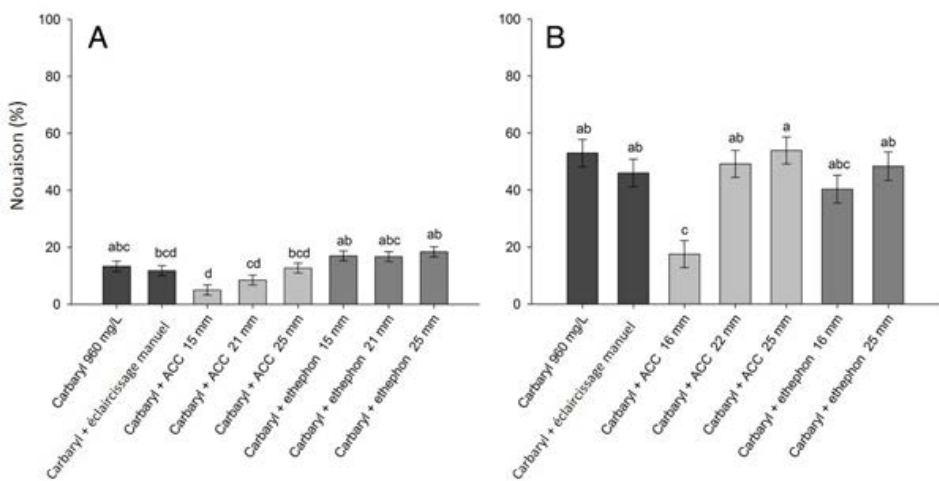 A
Nouaison (%)
100
80
60
40
20
0
abc
bcd
d
cd
bcd
ab
abc
ab
Carbaryl 960 mg/L
Carbaryl + éclaircissage manuel
Carbaryl + ACC 15 mm
Carbaryl + ACC 21 mm
Carbaryl + ACC 25 mm
Carbaryl + ethephon 15 mm
Carbaryl + ethephon 21 mm
Carbaryl + ethephon 25 mm
B
100
80
60
40
20
0
ab
ab
c
ab
a
abc
ab
Carbaryl 960 mg/L
Carbaryl + éclaircissage manuel
Carbaryl + ACC 16 mm
Carbaryl + ACC 22 mm
Carbaryl + ACC 25 mm
Carbaryl + ethephon 16 mm
Carbaryl + ethephon 25 mm